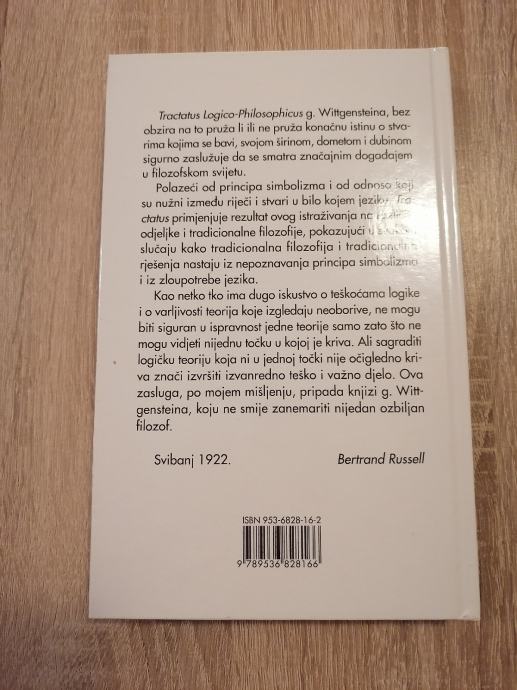 Tractatus Logico-Philosophicus g. Wittgensteina, bez
obzira na to pruža li ili ne pruža konačnu istinu o stva-
rima kojima se bavi, svojom širinom, dometom i dubinom
sigurno zaslužuje da se smatra značajnim događajem
u filozofskom svijetu.
Polazeći od principa simbolizma i od odnosa koji
su nužni između riječi i stvari u bilo kojem jeziku, Tra-
ctatus primjenjuje rezultat ovog istraživanja na
odjeljke i tradicionalne filozofije, pokazujući u
slučaju kako tradicionalna filozofija i tradicionalna
rješenja nastaju iz nepoznavanja principa simbolizma
i iz zloupotrebe jezika.
Kao netko tko ima dugo iskustvo o teškoćama logike
i o varljivosti teorija koje izgledaju neoborive, ne mogu
biti siguran u ispravnost jedne teorije samo zato što ne
mogu vidjeti nijednu točku u kojoj je kriva. Ali sagraditi
logičku teoriju koja ni u jednoj točki nije očigledno kri-
va znači izvršiti izvanredno teško i važno djelo. Ova
zasluga, po mojem mišljenju, pripada knjizi g. Witt-
gensteina, koju ne smije zanemariti nijedan ozbiljan
filozof.
Svibanj 1922. Bertrand Russell
ISBN 953-6828-16-2
9 789536 828166